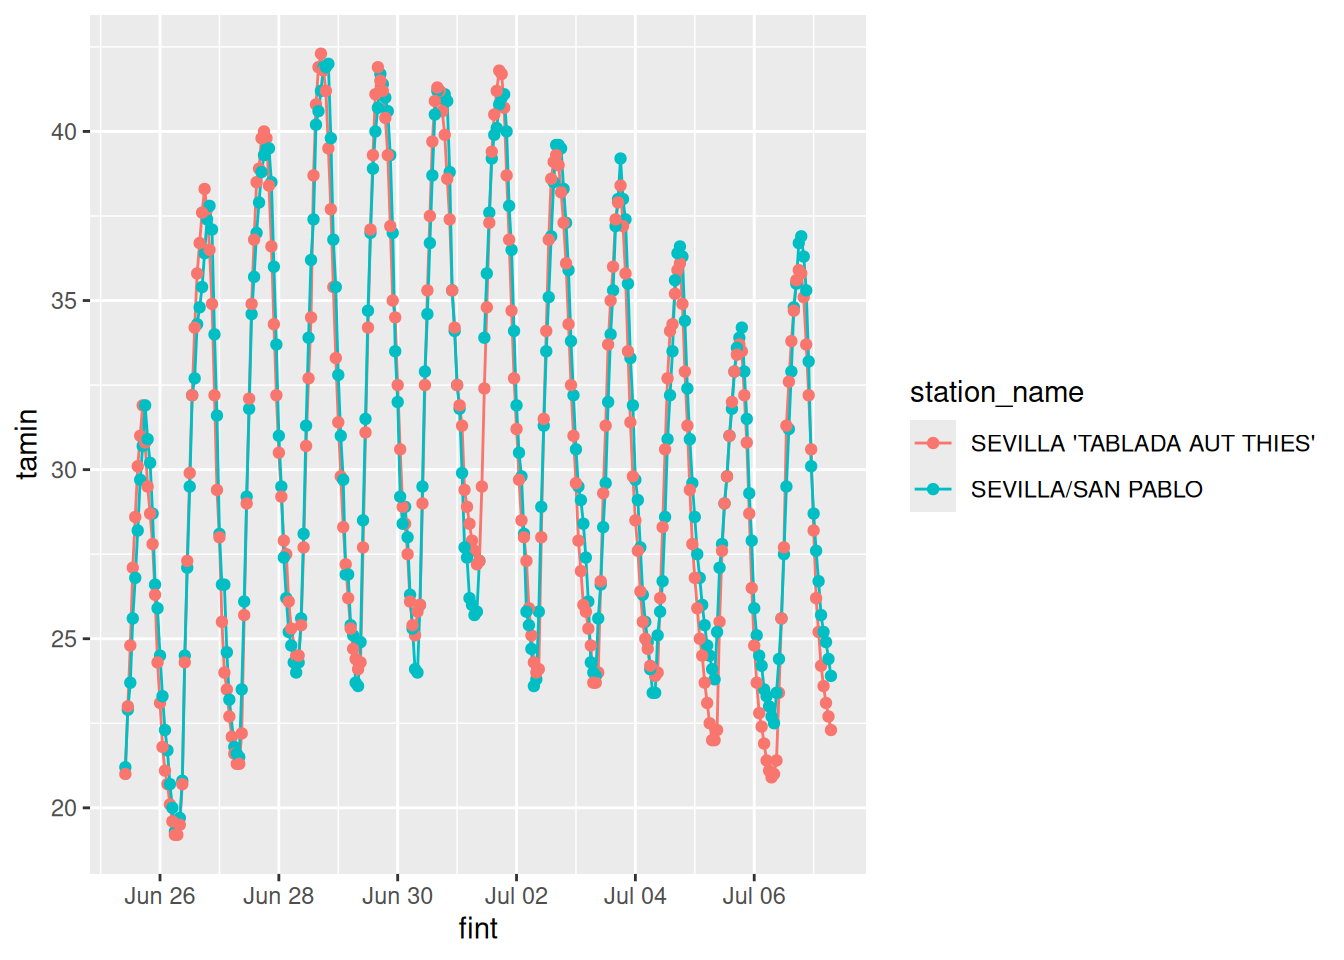 40
35
30
25
20
tamin
Jun 26 Jun 28 Jun 30 Jul 02 Jul 04 Jul 06
fint
station_name
SEVILLA 'TABLADA AUT THIES'
SEVILLA/SAN PABLO